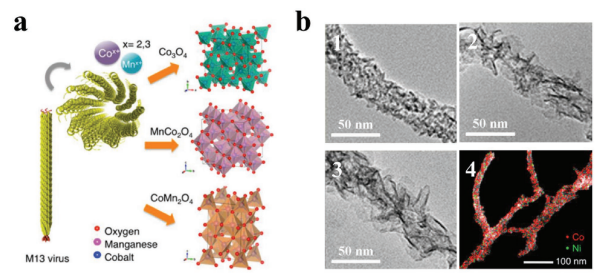 a
Co^x+
x= 2,3
Mn^x+
Co₃O₄
MnCo₂O₄
CoMn₂O₄
M13 virus
Oxygen
Manganese
Cobalt
b
1
50 nm
2
50 nm
3
50 nm
4
Co
Ni
100 nm